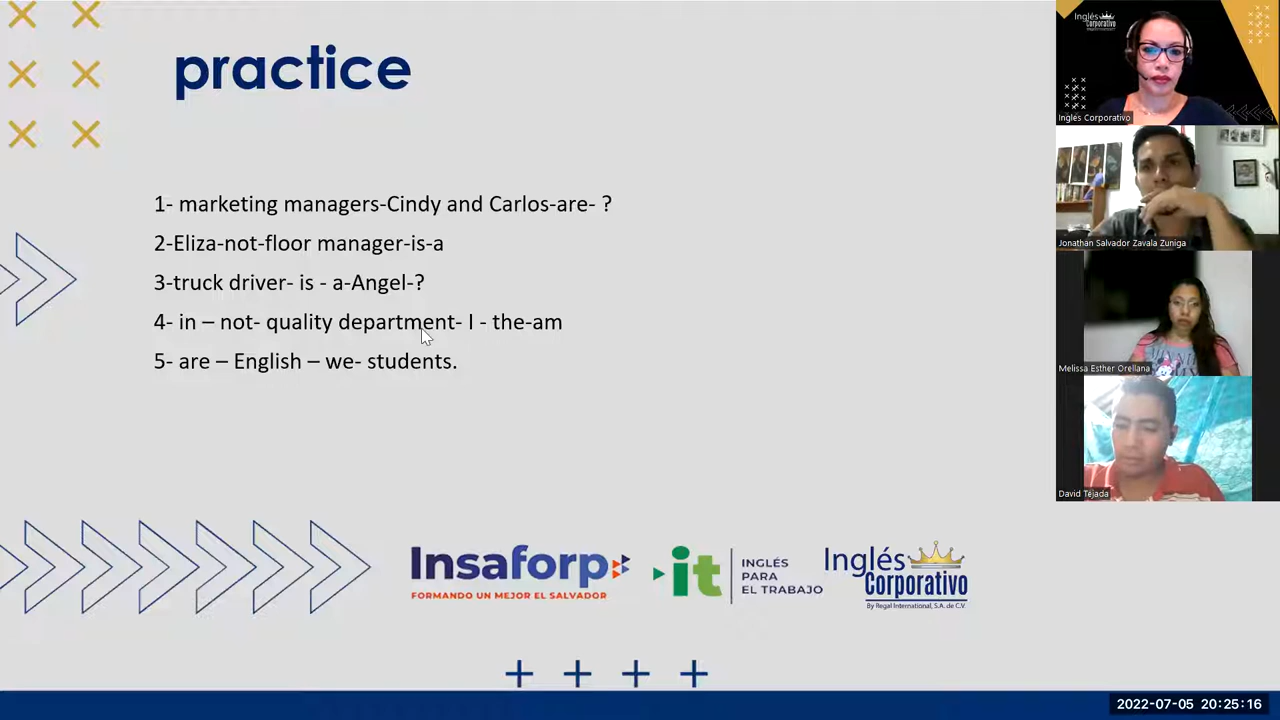 practice
1- marketing managers-Cindy and Carlos-are- ?
2-Eliza-not-floor manager-is-a
3-truck driver- is - a-Angel-?
4- in – not- quality department- I - the-am
5- are – English – we- students.
Insaforp
FORMANDO UN MEJOR EL SALVADOR
it
INGLÉS
PARA
EL TRABAJO
Inglés
Corporativo
By Regal International, S.A. de C.V.
Inglés
Corporativo
Inglés Corporativo
Jonathan Salvador Zavala Zuniga
Melissa Esther Orellana
David Tejada
2022-07-05 20:25:16